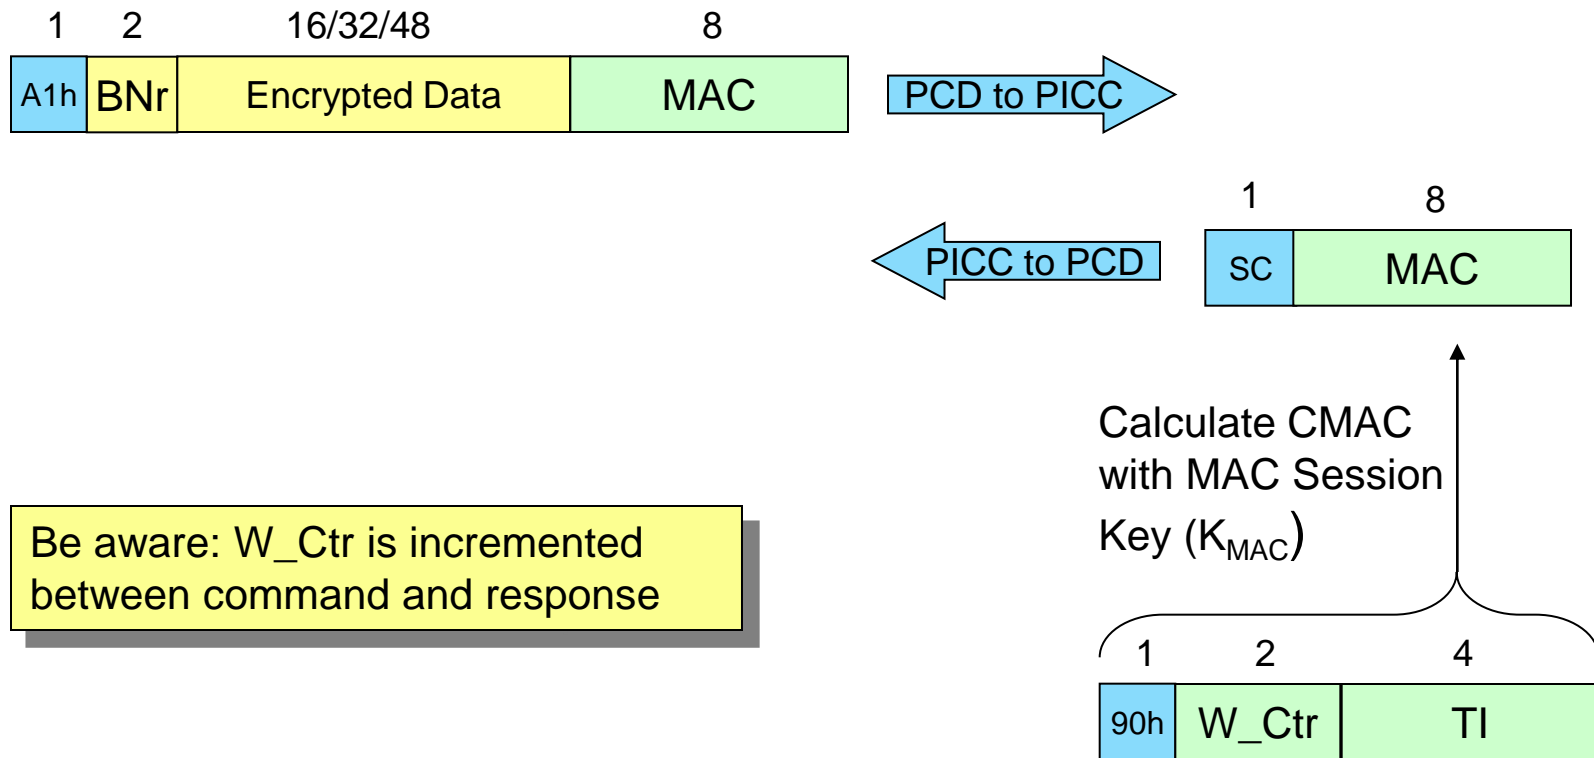 1 2 16/32/48 8
A1h BNr Encrypted Data MAC
PCD to PICC
1 8
PICC to PCD
SC MAC
Calculate CMAC
with MAC Session
Key (KMAC)
Be aware: W_Ctr is incremented
between command and response
1 2 4
90h W_Ctr TI